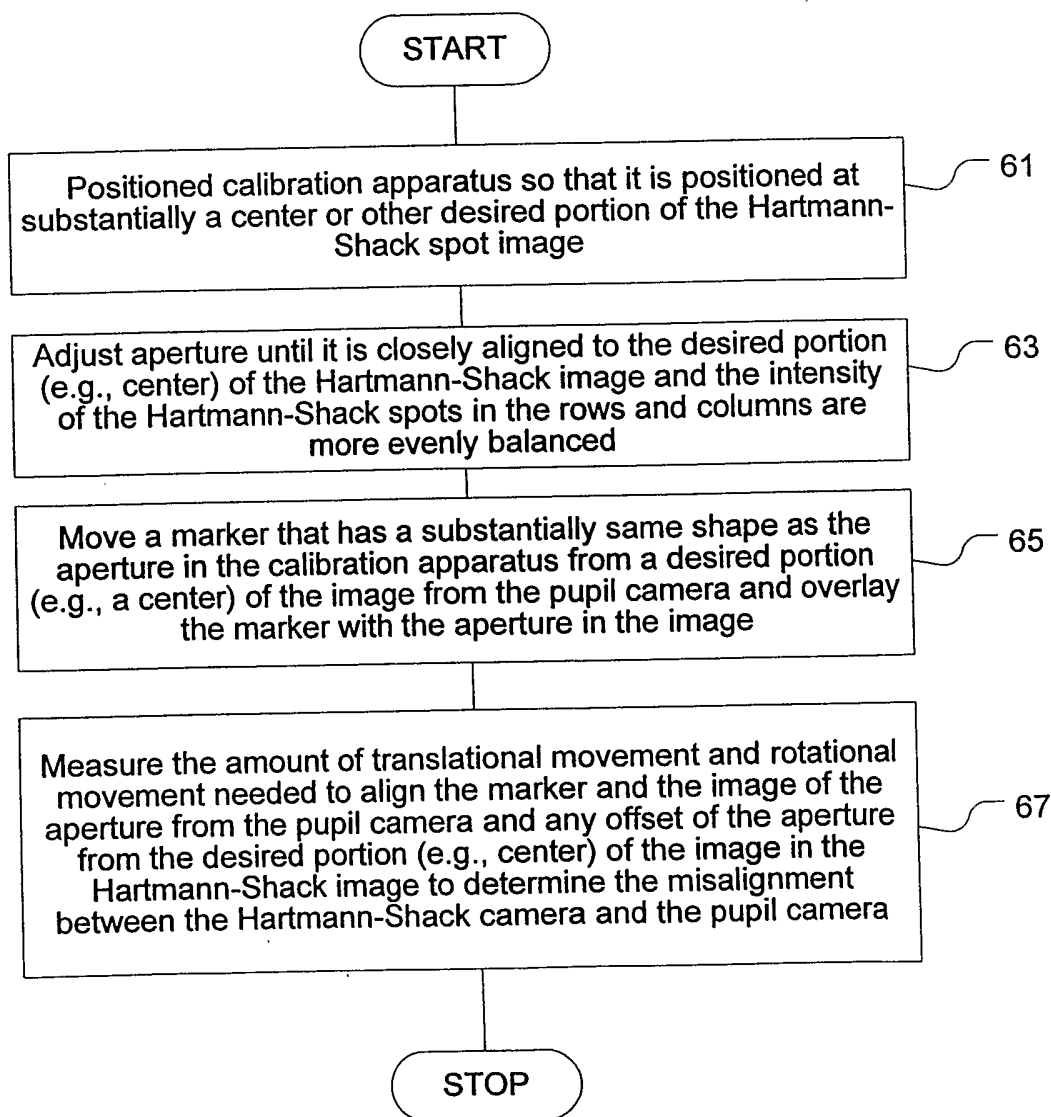 START
Positioned calibration apparatus so that it is positioned at
substantially a center or other desired portion of the Hartmann-
Shack spot image
61
Adjust aperture until it is closely aligned to the desired portion
(e.g., center) of the Hartmann-Shack image and the intensity
of the Hartmann-Shack spots in the rows and columns are
more evenly balanced
63
Move a marker that has a substantially same shape as the
aperture in the calibration apparatus from a desired portion
(e.g., a center) of the image from the pupil camera and overlay
the marker with the aperture in the image
65
Measure the amount of translational movement and rotational
movement needed to align the marker and the image of the
aperture from the pupil camera and any offset of the aperture
from the desired portion (e.g., center) of the image in the
Hartmann-Shack image to determine the misalignment
between the Hartmann-Shack camera and the pupil camera
67
STOP